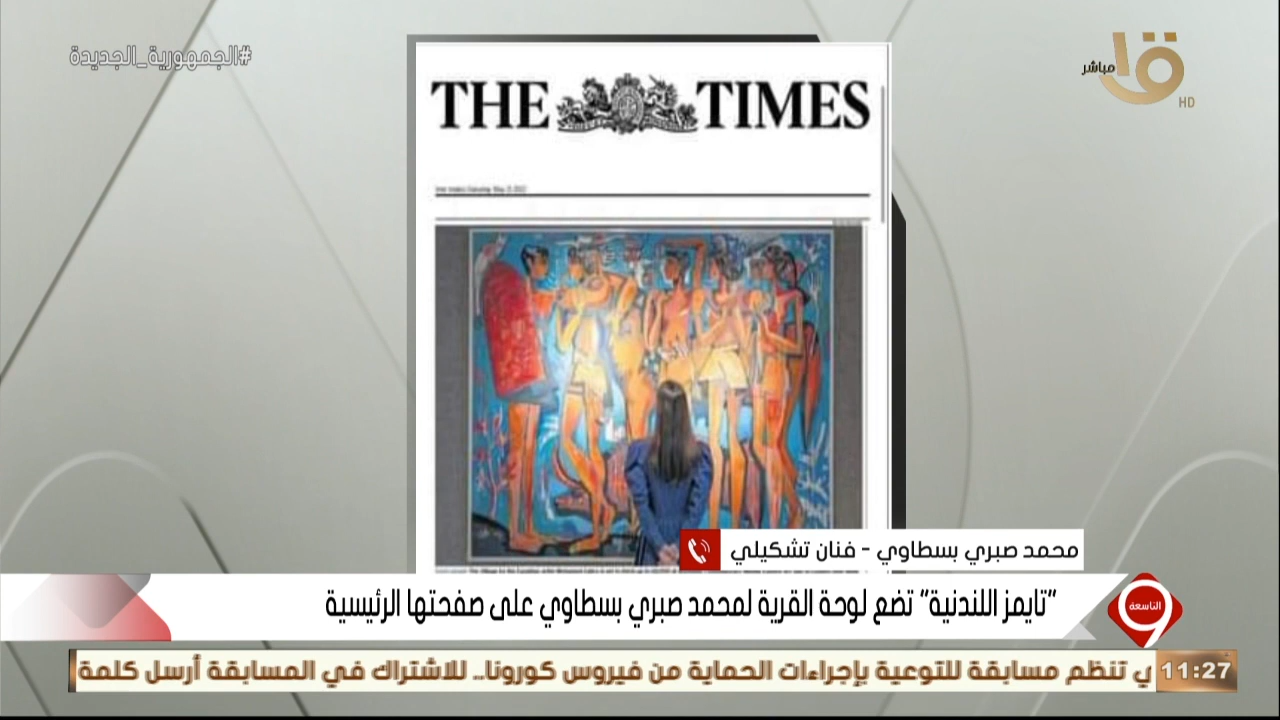 #الجمهورية_الجديدة
مباشر
HD
THE TIMES
محمد صبري بسطاوي - فنان تشكيلي
"تايمز اللندنية" تضع لوحة القرية لمحمد صبري بسطاوي على صفحتها الرئيسية
التاسعة
9
ي تنظم مسابقة للتوعية بإجراءات الحماية من فيروس كورونا.. للاشتراك في المسابقة أرسل كلمة
11:27